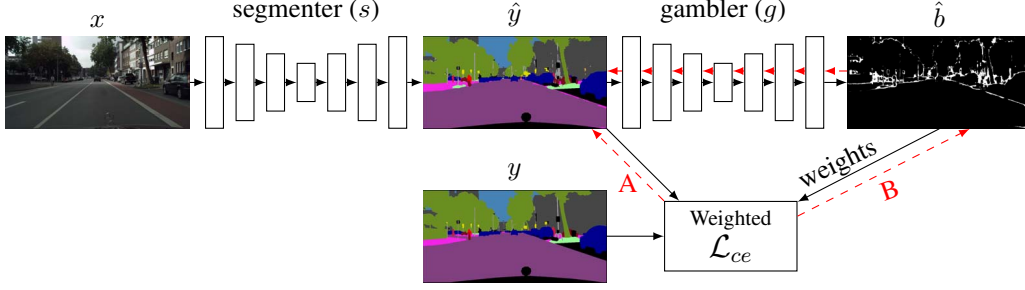 x
segmenter (s)
ŷ
gambler (g)
b̂
y
A
weights
B
Weighted
ℒce